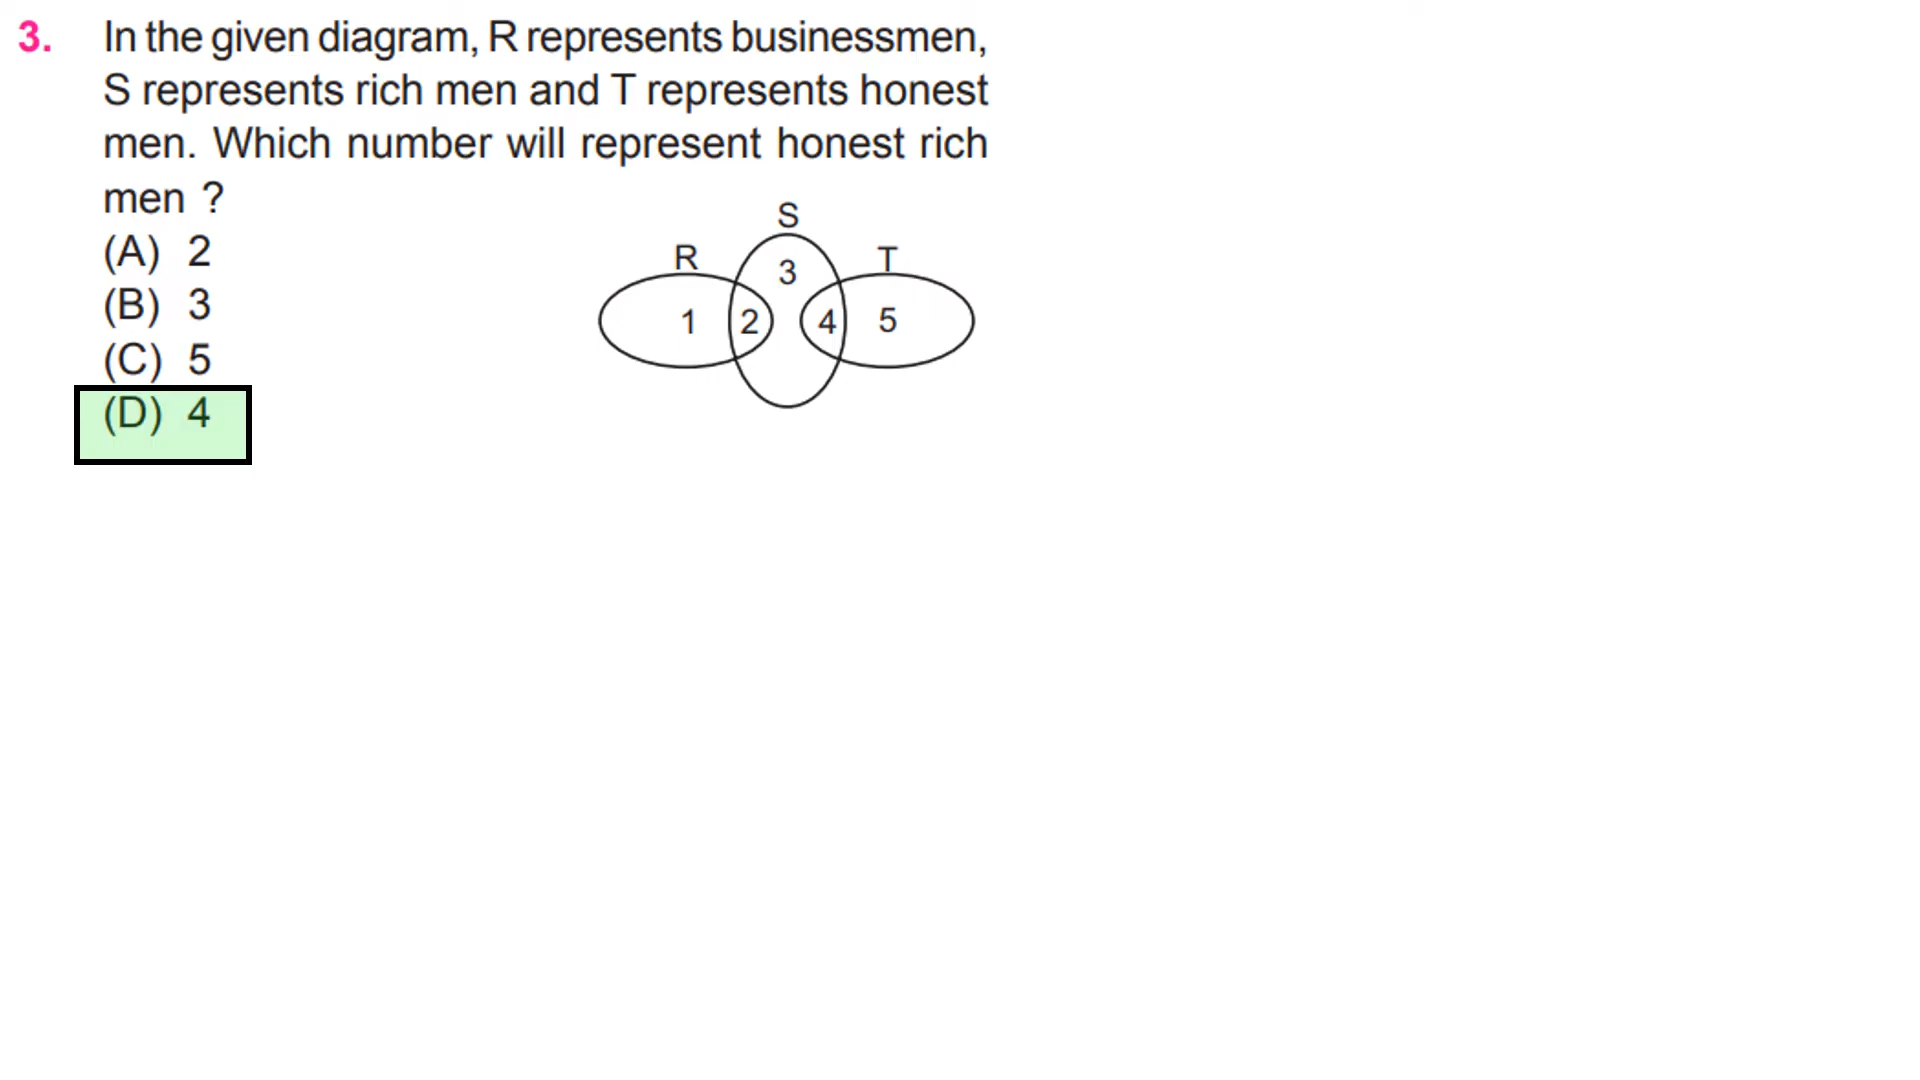 3. In the given diagram, R represents businessmen,
S represents rich men and T represents honest
men. Which number will represent honest rich
men ?
(A) 2
(B) 3
(C) 5
(D) 4
S
R
T
3
1
2
4
5